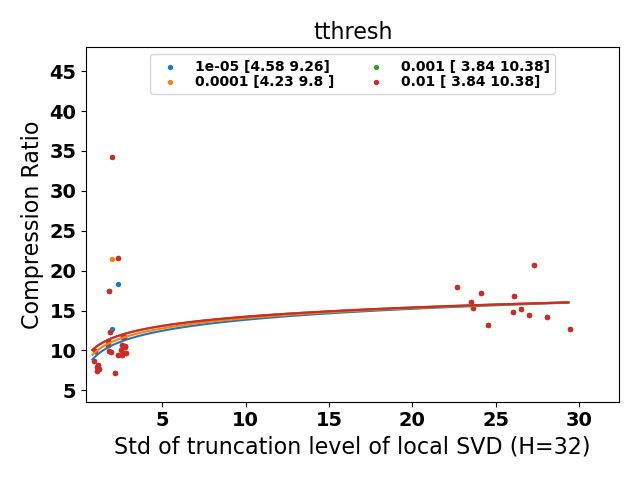 tthresh
1e-05 [4.58 9.26]
0.0001 [4.23 9.8 ]
0.001 [ 3.84 10.38]
0.01 [ 3.84 10.38]
Compression Ratio
45
40
35
30
25
20
15
10
5
5 10 15 20 25 30
Std of truncation level of local SVD (H=32)